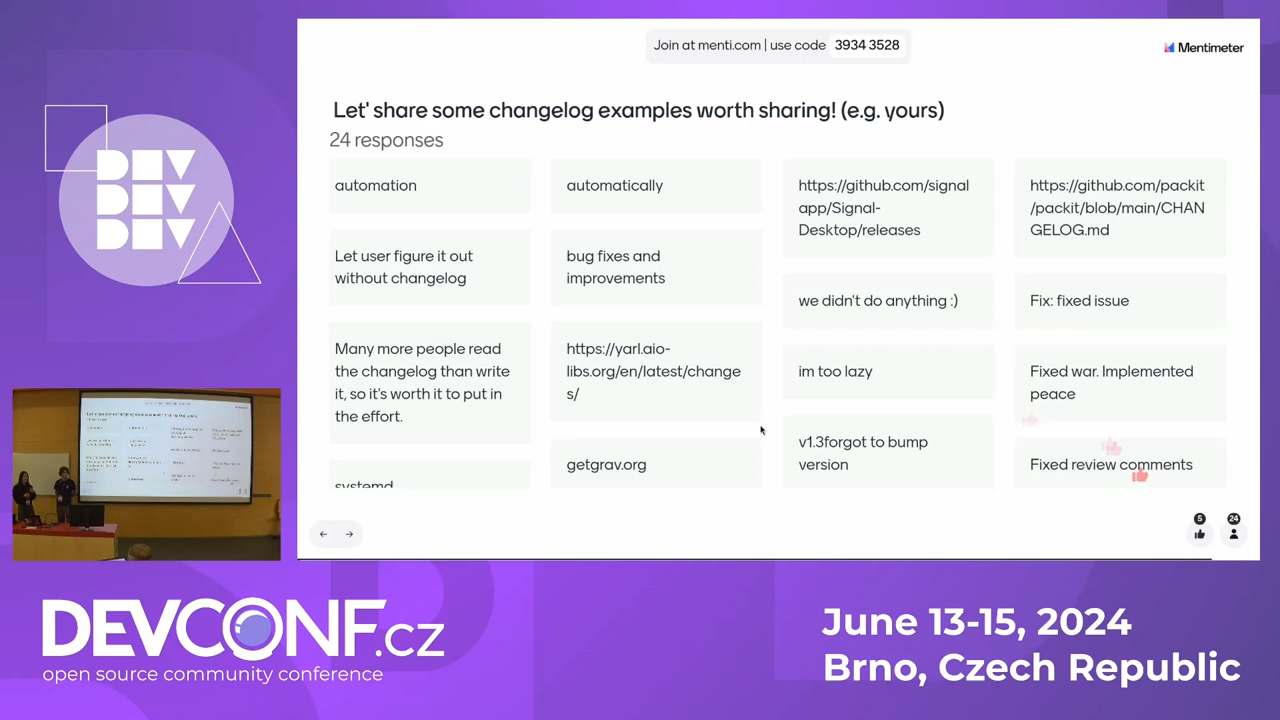 Join at menti.com | use code 3934 3528
Mentimeter
Let' share some changelog examples worth sharing! (e.g. yours)
24 responses
automation
Let user figure it out
without changelog
Many more people read
the changelog than write
it, so it's worth it to put in
the effort.
systemd
automatically
bug fixes and
improvements
https://yarl.aio-
libs.org/en/latest/change
s/
getgrav.org
https://github.com/signal
app/Signal-
Desktop/releases
we didn't do anything :)
im too lazy
v1.3forgot to bump
version
https://github.com/packit
/packit/blob/main/CHAN
GELOG.md
Fix: fixed issue
Fixed war. Implemented
peace
Fixed review comments
5
24
DEV
DEV
DEV
DEVCONF.cz
open source community conference
June 13-15, 2024
Brno, Czech Republic